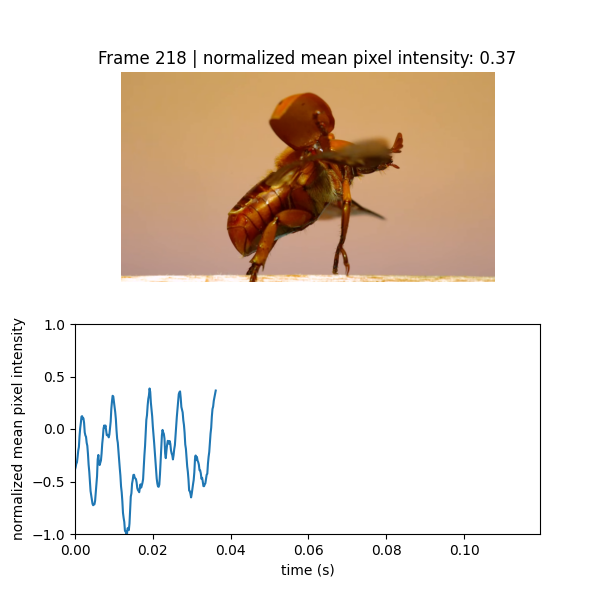 Frame 218 | normalized mean pixel intensity: 0.37
1.0
0.5
0.0
−0.5
−1.0
normalized mean pixel intensity
0.00 0.02 0.04 0.06 0.08 0.10
time (s)